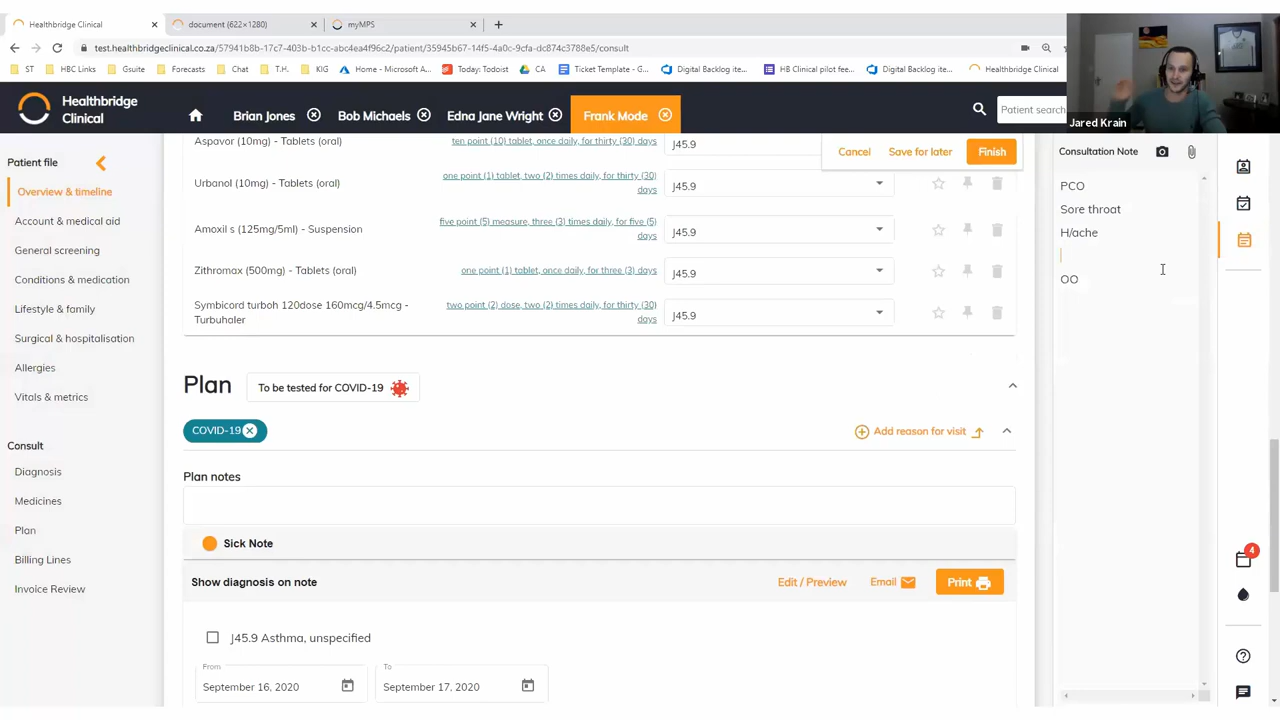 Healthbridge Clinical
document (622×1280)
myMPS
test.healthbridgeclinical.co.za/57941b8b-17c7-403b-b1cc-abc4ea4f96c2/patient/35945b67-14f5-4a0c-9cfa-dc874c3788e5/consult
ST
HBC Links
Gsuite
Forecasts
Chat
T.H.
KIG
Home - Microsoft A...
Today: Todoist
CA
Ticket Template - G...
Digital Backlog ite...
HB Clinical pilot fee...
Digital Backlog ite...
Healthbridge Clinical
Jared Krain
Healthbridge
Clinical
Brian Jones
Bob Michaels
Edna Jane Wright
Frank Mode
Patient search
Patient file
Overview & timeline
Account & medical aid
General screening
Conditions & medication
Lifestyle & family
Surgical & hospitalisation
Allergies
Vitals & metrics
Consult
Diagnosis
Medicines
Plan
Billing Lines
Invoice Review
Cancel
Save for later
Finish
Aspavor (10mg) - Tablets (oral)
ten point (10) tablet, once daily, for thirty (30) days
J45.9
Urbanol (10mg) - Tablets (oral)
one point (1) tablet, two (2) times daily, for thirty (30)
days
J45.9
Amoxil s (125mg/5ml) - Suspension
five point (5) measure, three (3) times daily, for five (5)
days
J45.9
Zithromax (500mg) - Tablets (oral)
one point (1) tablet, once daily, for three (3) days
J45.9
Symbicord turboh 120dose 160mcg/4.5mcg -
Turbuhaler
two point (2) dose, two (2) times daily, for thirty (30)
days
J45.9
Plan
To be tested for COVID-19
COVID-19
Add reason for visit
Plan notes
Sick Note
Show diagnosis on note
Edit / Preview
Email
Print
J45.9 Asthma, unspecified
From
September 16, 2020
To
September 17, 2020
Consultation Note
PCO
Sore throat
H/ache
OO
4